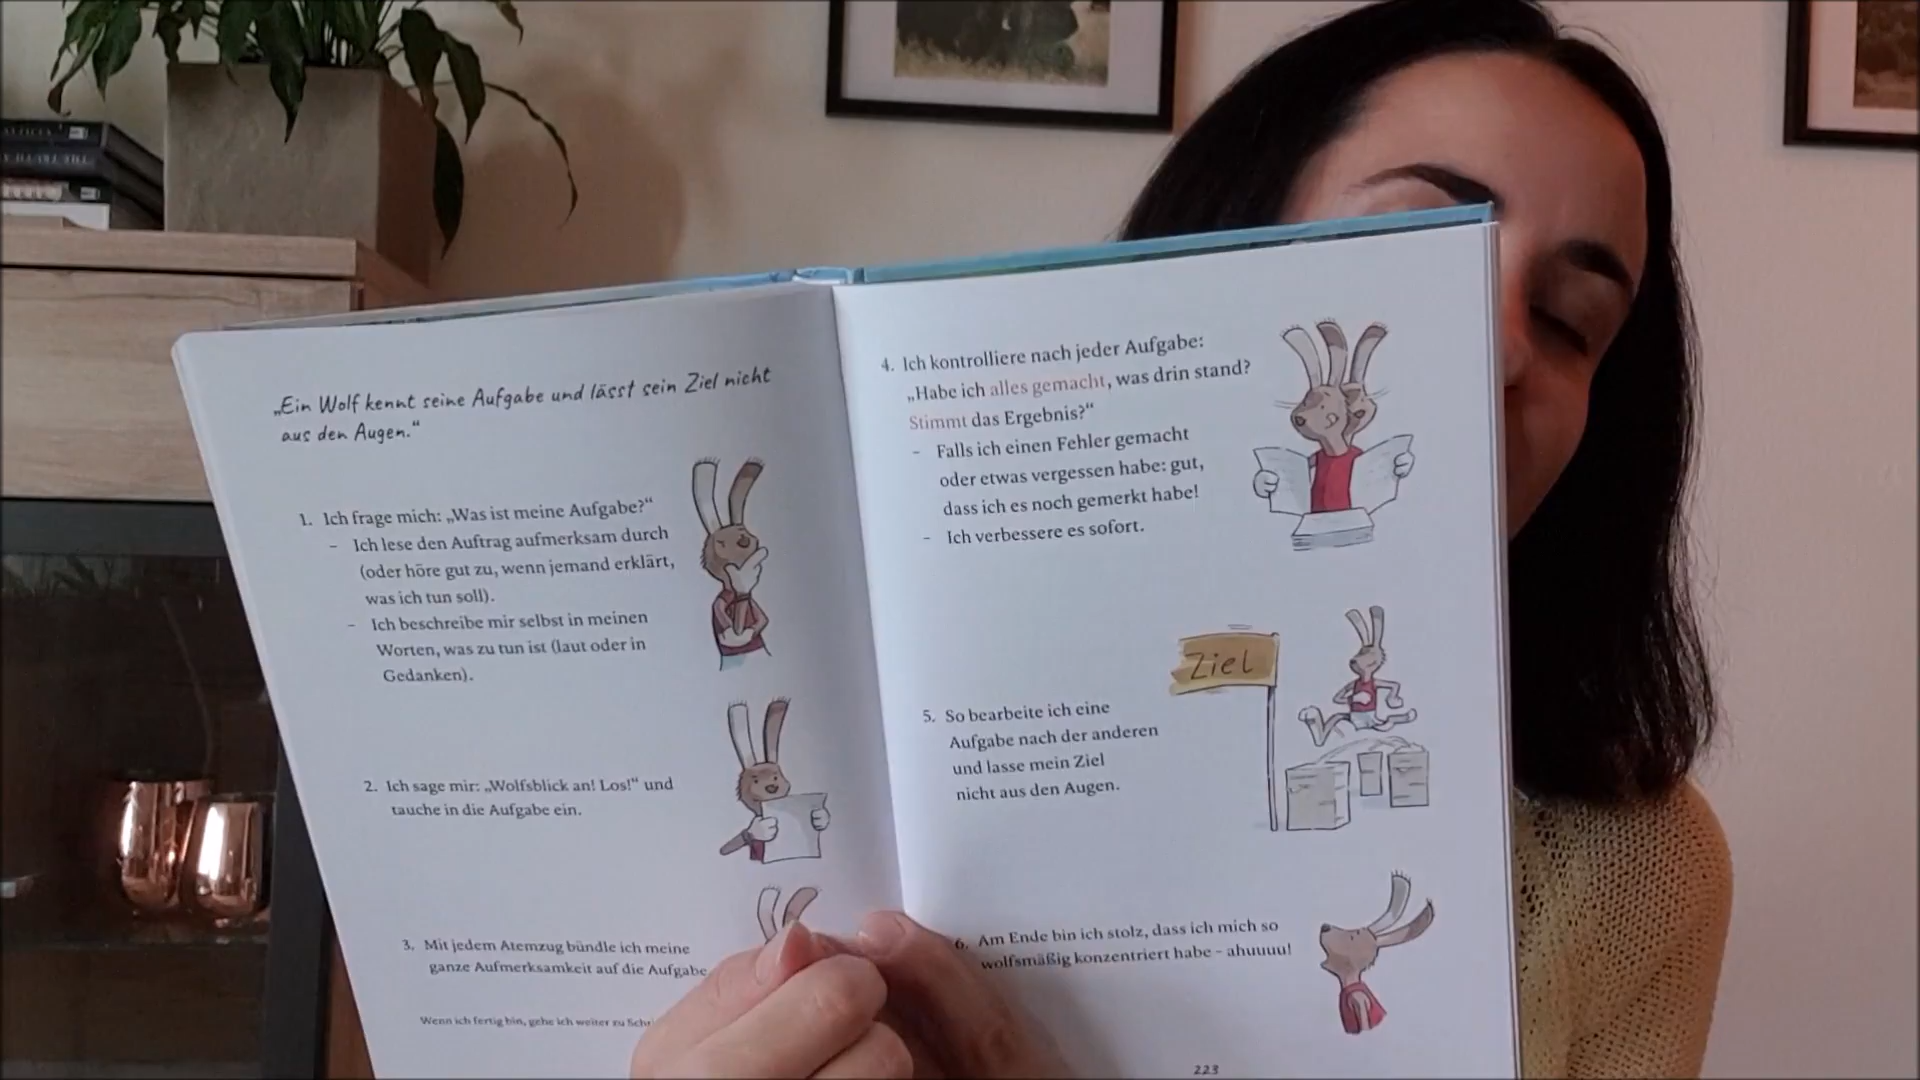 „Ein Wolf kennt seine Aufgabe und lässt sein Ziel nicht
aus den Augen.“
1. Ich frage mich: „Was ist meine Aufgabe?“
– Ich lese den Auftrag aufmerksam durch
(oder höre gut zu, wenn jemand erklärt,
was ich tun soll).
– Ich beschreibe mir selbst in meinen
Worten, was zu tun ist (laut oder in
Gedanken).
2. Ich sage mir: „Wolfsblick an! Los!“ und
tauche in die Aufgabe ein.
3. Mit jedem Atemzug bündle ich meine
ganze Aufmerksamkeit auf die Aufgabe
Wenn ich fertig bin, gehe ich weiter zu
4. Ich kontrolliere nach jeder Aufgabe:
„Habe ich alles gemacht, was drin stand?
Stimmt das Ergebnis?“
– Falls ich einen Fehler gemacht
oder etwas vergessen habe: gut,
dass ich es noch gemerkt habe!
– Ich verbessere es sofort.
Ziel
5. So bearbeite ich eine
Aufgabe nach der anderen
und lasse mein Ziel
nicht aus den Augen.
6. Am Ende bin ich stolz, dass ich mich so
wolfsmäßig konzentriert habe – ahuuuu!
223